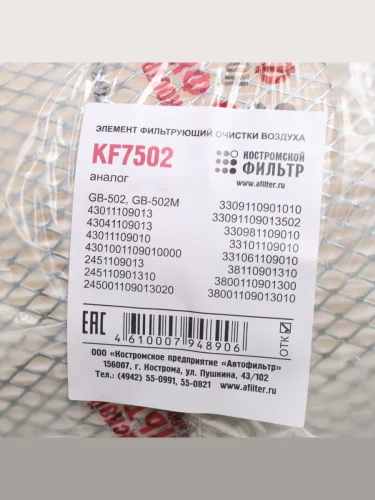 ЭЛЕМЕНТ ФИЛЬТРУЮЩИЙ ОЧИСТКИ ВОЗДУХА
KF7502
КОСТРОМСКОЙ
ФИЛЬТР
www.afilter.ru
аналог
GB-502, GB-502M
43011109013
43041109013
43011109010
4301001109010000
2451109013
245110901310
245001109013020
3309110901010
33091109013502
330981109010
33101109010
331061109010
38110901310
3800110901300
38001109013010
EAC
4 610007 948906
ОТК
ООО «Костромское предприятие «Автофильтр»
156007, г. Кострома, ул. Пушкина, 43/102
Тел.: (4942) 55-0991, 55-0821 www.afilter.ru